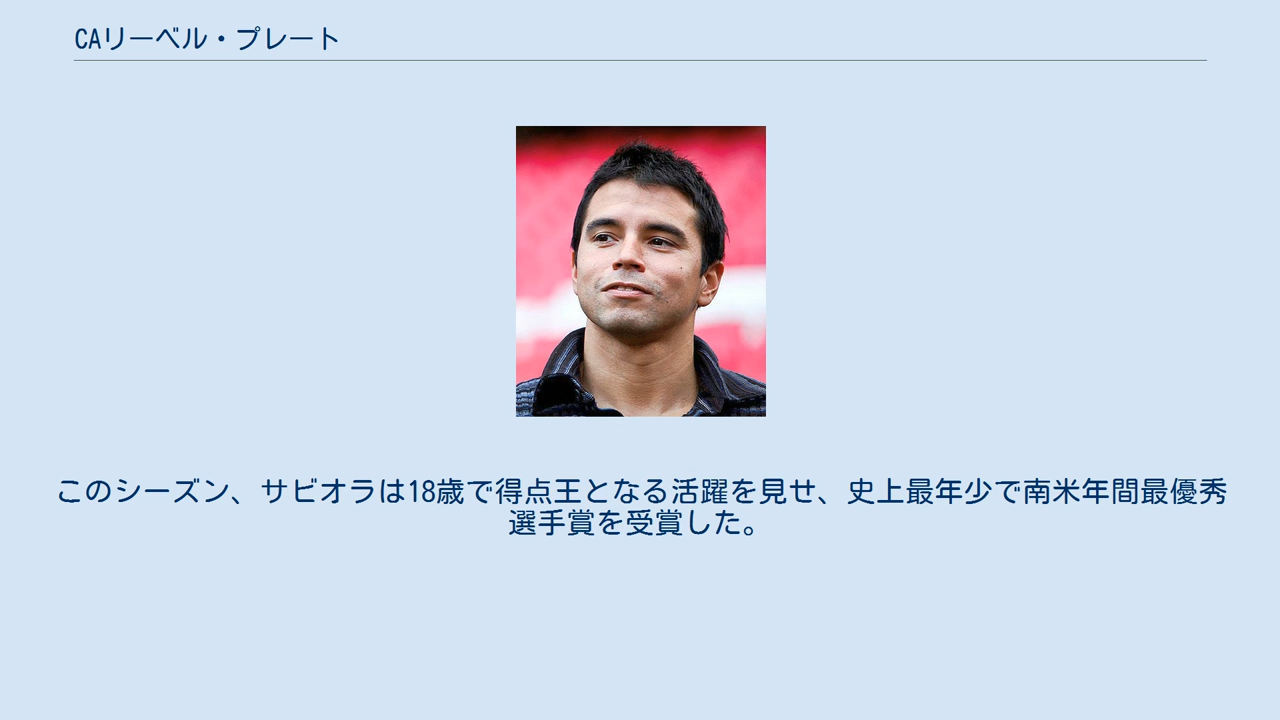 CAリーベル・プレート
このシーズン、サビオラは18歳で得点王となる活躍を見せ、史上最年少で南米年間最優秀
選手賞を受賞した。